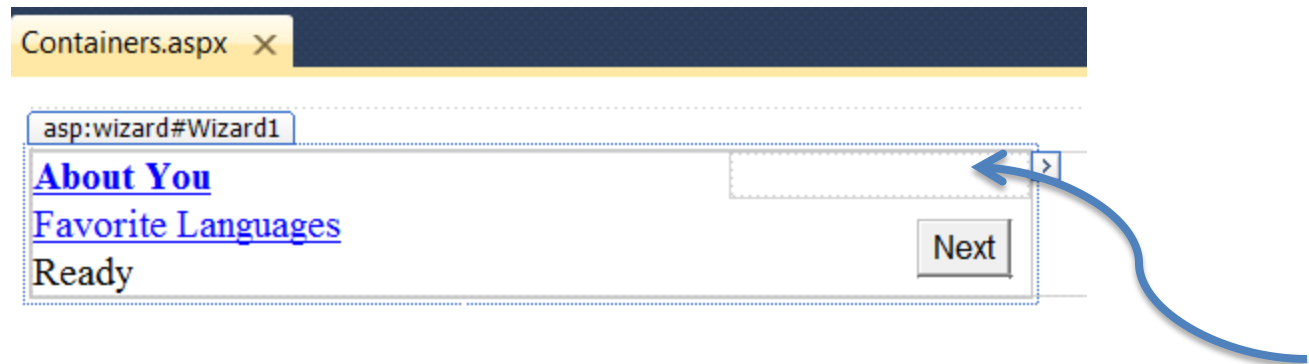 Containers.aspx
asp:wizard#Wizard1
About You
Favorite Languages
Ready
Next